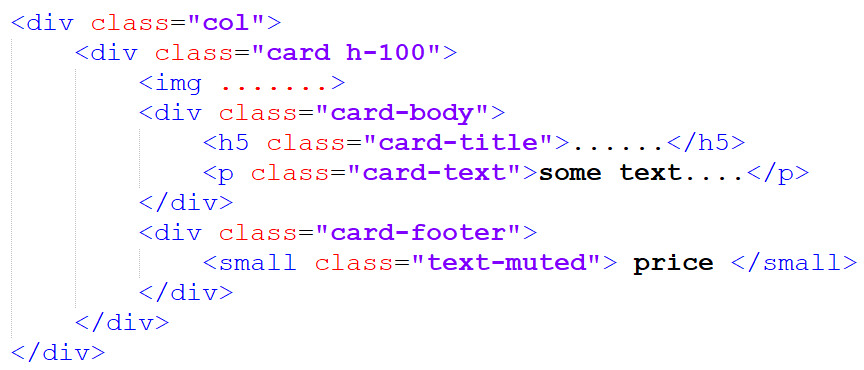 <div class="col">
    <div class="card h-100">
        <img .......>
        <div class="card-body">
            <h5 class="card-title">......</h5>
            <p class="card-text">some text....</p>
        </div>
        <div class="card-footer">
            <small class="text-muted"> price </small>
        </div>
    </div>
</div>